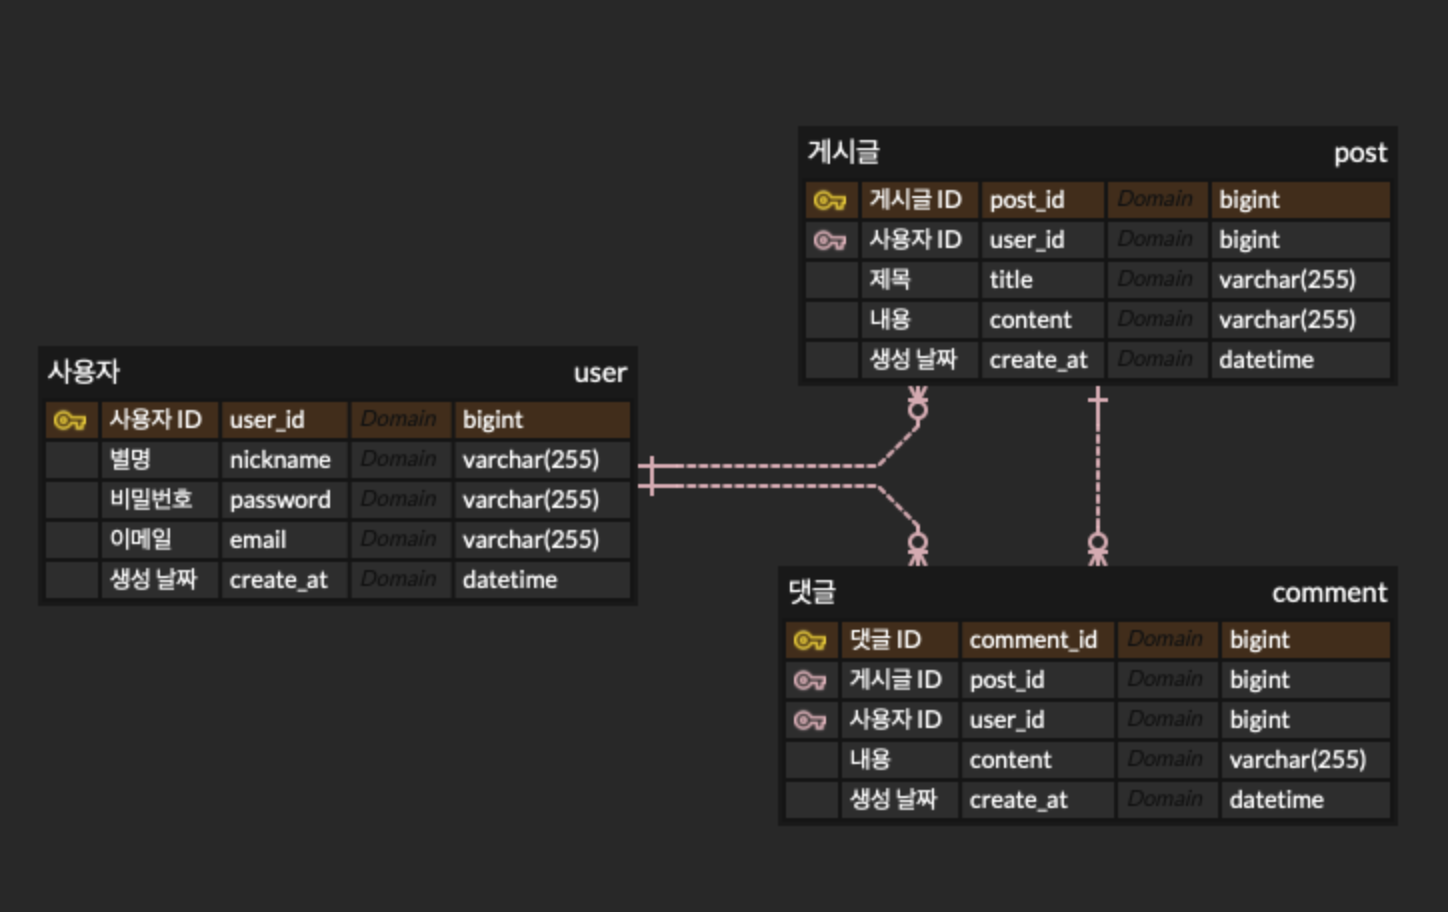 게시글 post
게시글 ID post_id Domain bigint
사용자 ID user_id Domain bigint
제목 title Domain varchar(255)
내용 content Domain varchar(255)
생성 날짜 create_at Domain datetime
사용자 user
사용자 ID user_id Domain bigint
별명 nickname Domain varchar(255)
비밀번호 password Domain varchar(255)
이메일 email Domain varchar(255)
생성 날짜 create_at Domain datetime
댓글 comment
댓글 ID comment_id Domain bigint
게시글 ID post_id Domain bigint
사용자 ID user_id Domain bigint
내용 content Domain varchar(255)
생성 날짜 create_at Domain datetime